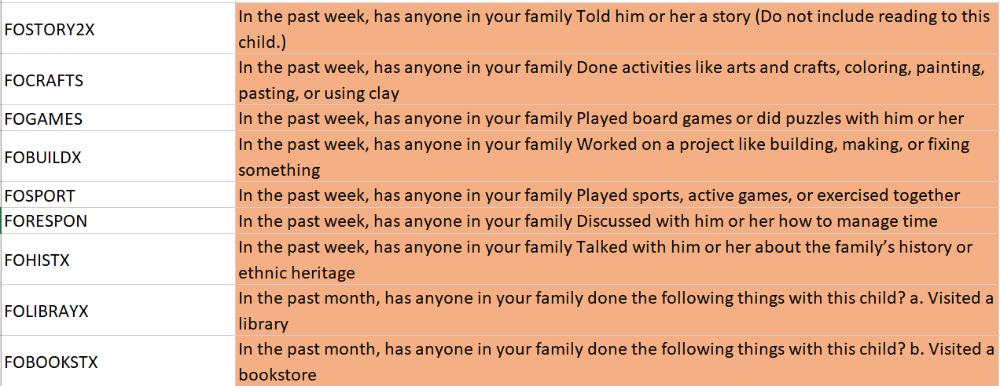 FOSTORY2X
In the past week, has anyone in your family Told him or her a story (Do not include reading to this
child.)
FOCRAFTS
In the past week, has anyone in your family Done activities like arts and crafts, coloring, painting,
pasting, or using clay
FOGAMES
In the past week, has anyone in your family Played board games or did puzzles with him or her
FOBUILDX
In the past week, has anyone in your family Worked on a project like building, making, or fixing
something
FOSPORT
In the past week, has anyone in your family Played sports, active games, or exercised together
FORESPON
In the past week, has anyone in your family Discussed with him or her how to manage time
FOHISTX
In the past week, has anyone in your family Talked with him or her about the family’s history or
ethnic heritage
FOLIBRAYX
In the past month, has anyone in your family done the following things with this child? a. Visited a
library
FOBOOKSTX
In the past month, has anyone in your family done the following things with this child? b. Visited a
bookstore